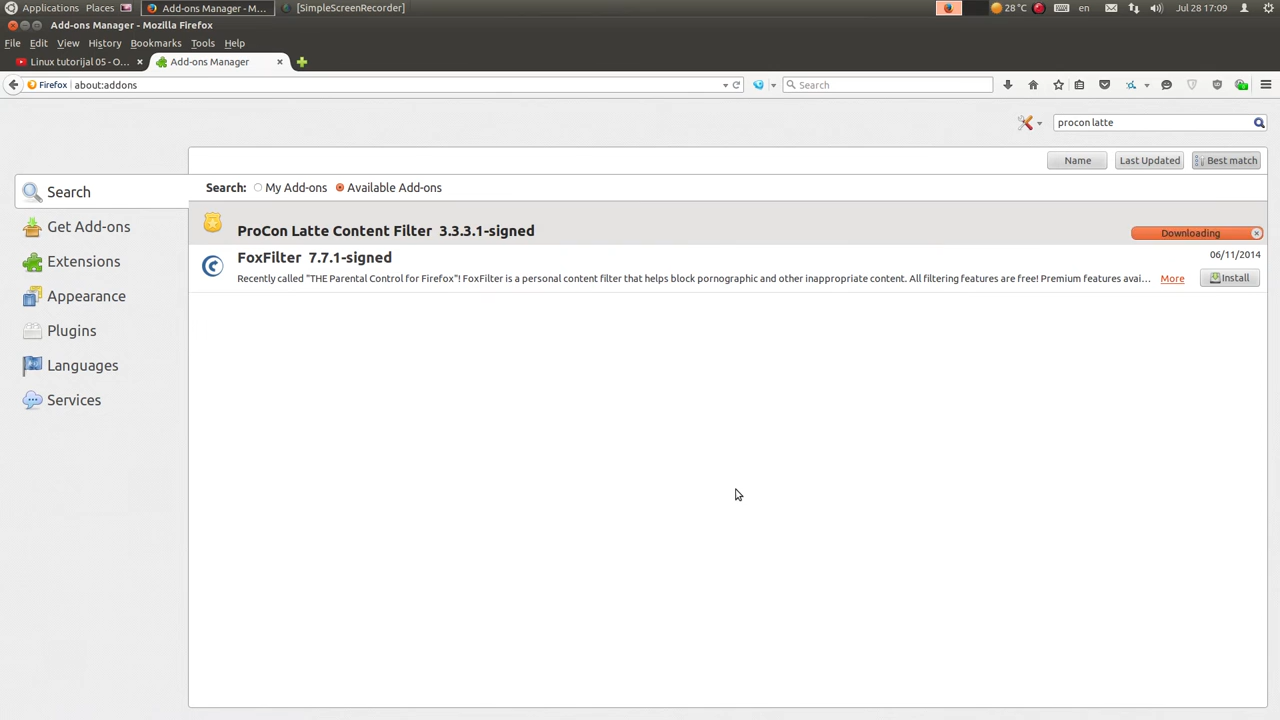 Applications Places Add-ons Manager - M... [SimpleScreenRecorder] 28 °C en Jul 28 17:09
Add-ons Manager - Mozilla Firefox
File Edit View History Bookmarks Tools Help
Linux tutorijal 05 - O... Add-ons Manager
Firefox about:addons Search
procon latte
Name Last Updated Best match
Search: My Add-ons Available Add-ons
Search
Get Add-ons
Extensions
Appearance
Plugins
Languages
Services
ProCon Latte Content Filter 3.3.3.1-signed Downloading
FoxFilter 7.7.1-signed 06/11/2014
Recently called "THE Parental Control for Firefox"! FoxFilter is a personal content filter that helps block pornographic and other inappropriate content. All filtering features are free! Premium features avai... More Install